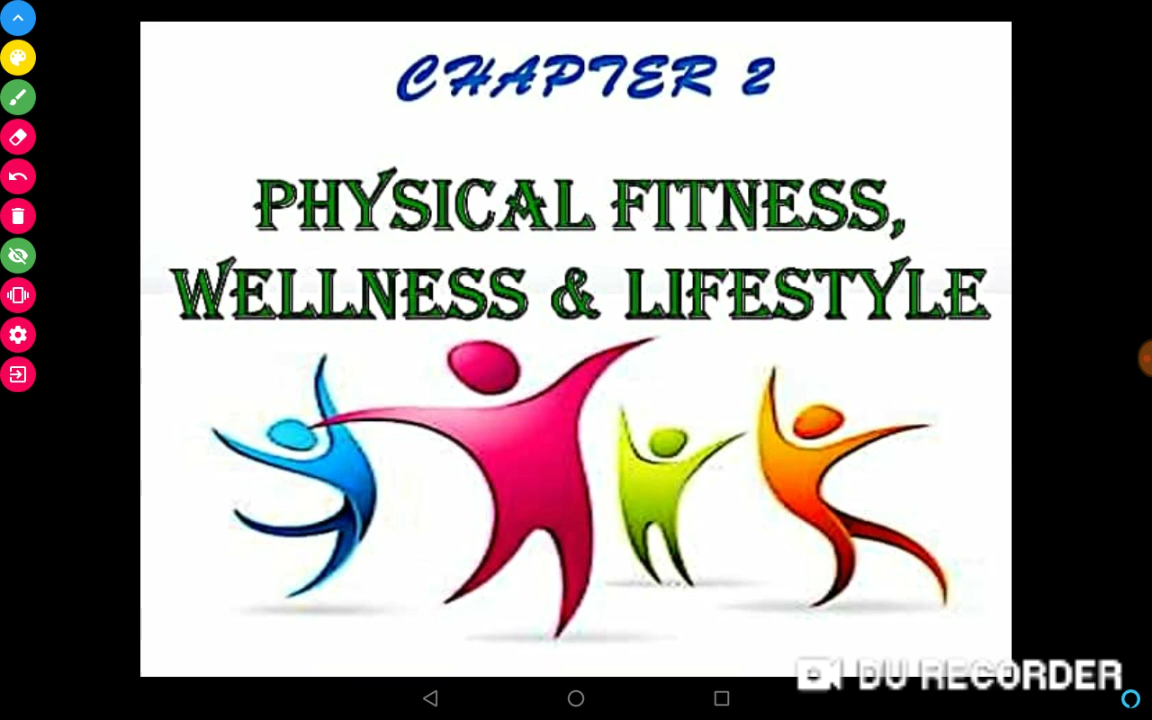 CHAPTER 2
PHYSICAL FITNESS,
WELLNESS & LIFESTYLE
DU RECORDER